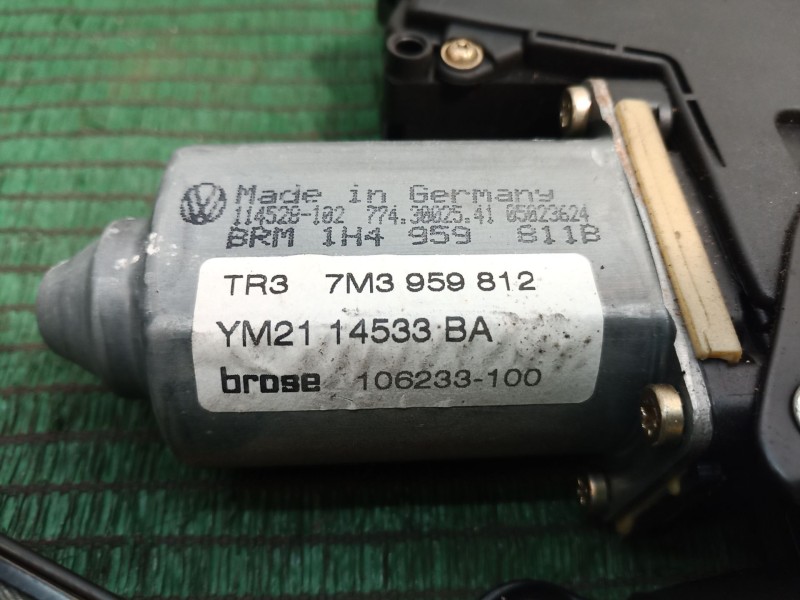 Made in Germany
114528-102 774.30025.41 05023624
BRM 1H4 959 811B
TR3 7M3 959 812
YM21 14533 BA
brose 106233-100